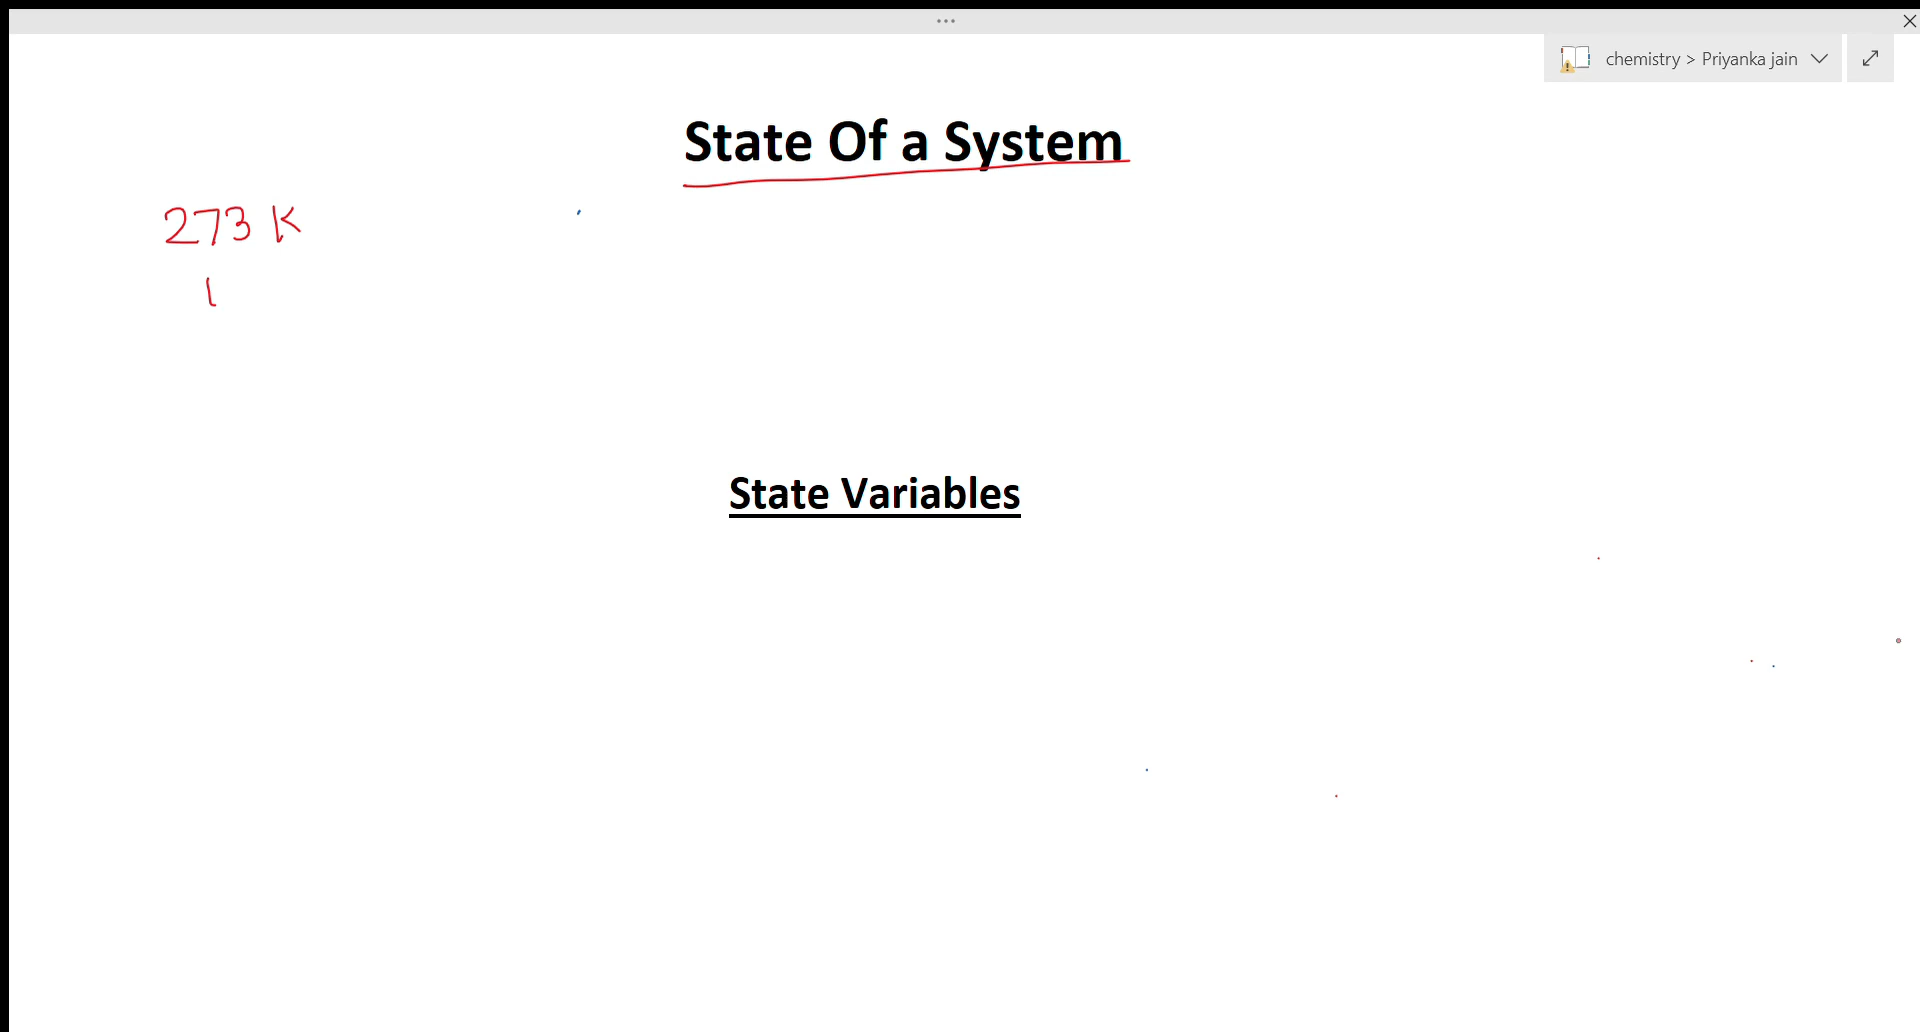 chemistry > Priyanka jain
State Of a System
273 K
State Variables